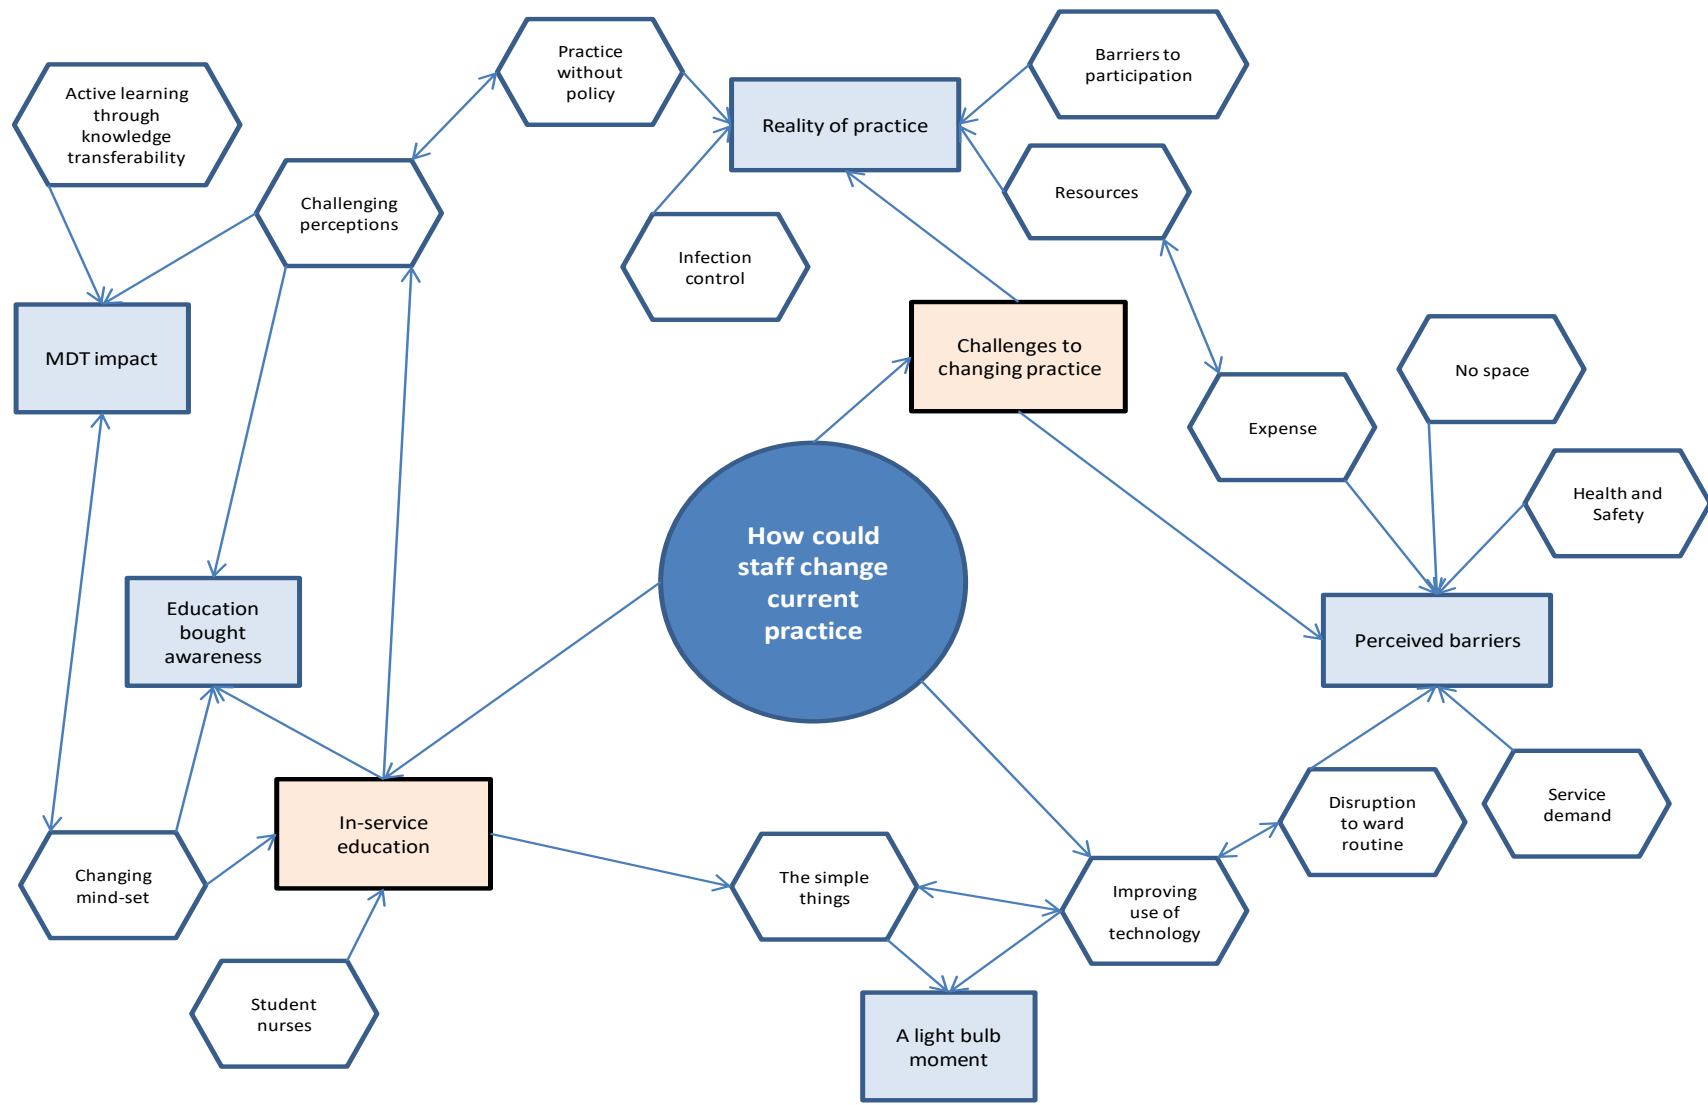 Practice
without
policy
Barriers to
participation
Active learning
through
knowledge
transferability
Reality of practice
Resources
Challenging
perceptions
Infection
control
MDT impact
Challenges to
changing practice
No space
Expense
Health and
Safety
How could
staff change
current
practice
Education
bought
awareness
Perceived barriers
In-service
education
Disruption
to ward
routine
Service
demand
Changing
mind-set
The simple
things
Improving
use of
technology
Student
nurses
A light bulb
moment